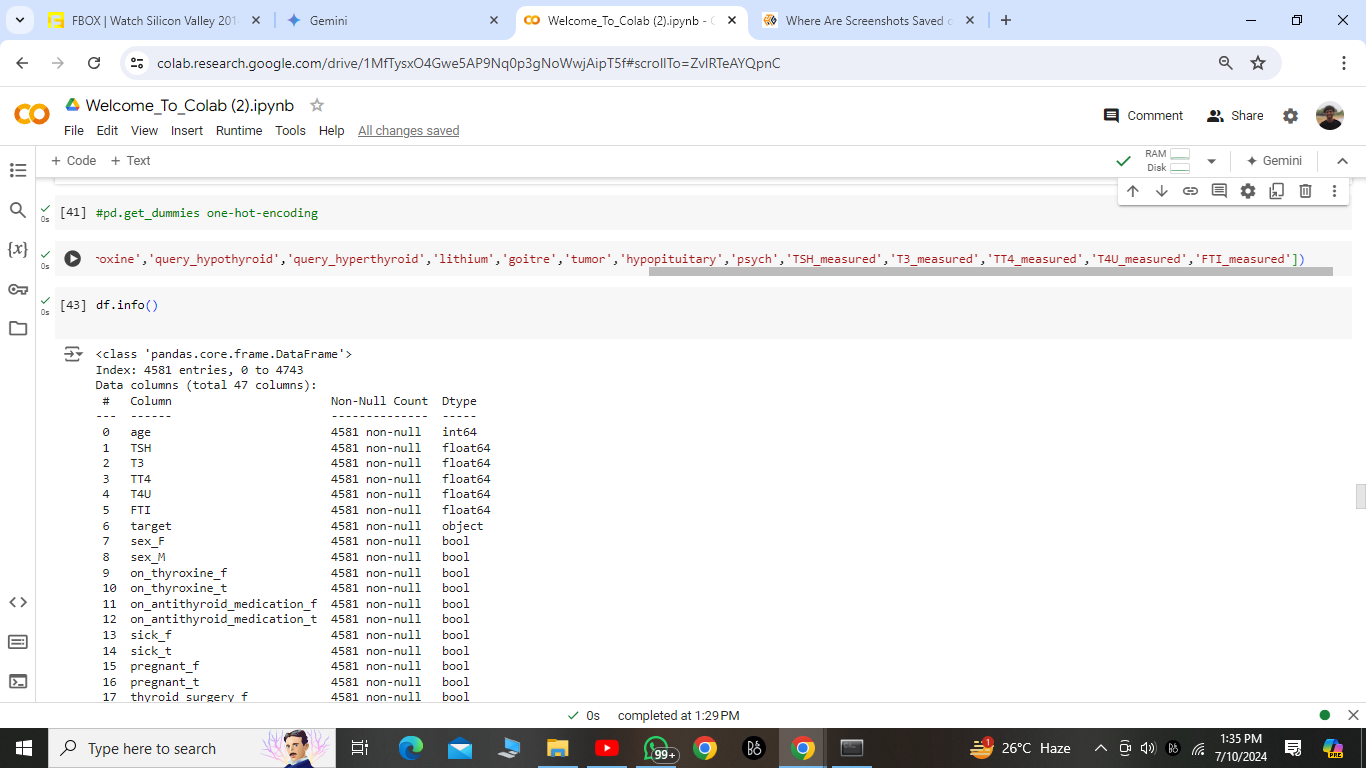 FBOX | Watch Silicon Valley 201
Gemini
Welcome_To_Colab (2).ipynb - C
Where Are Screenshots Saved o
colab.research.google.com/drive/1MfTysxO4Gwe5AP9Nq0p3gNoWwjAipT5f#scrollTo=ZvlRTeAYQpnC
Welcome_To_Colab (2).ipynb
Comment
Share
File Edit View Insert Runtime Tools Help All changes saved
+ Code + Text
RAM
Disk
Gemini
0s
[41] #pd.get_dummies one-hot-encoding
0s
roxine','query_hypothyroid','query_hyperthyroid','lithium','goitre','tumor','hypopituitary','psych','TSH_measured','T3_measured','TT4_measured','T4U_measured','FTI_measured'])
0s
[43] df.info()
<class 'pandas.core.frame.DataFrame'>
Index: 4581 entries, 0 to 4743
Data columns (total 47 columns):
# Column Non-Null Count Dtype
--- ------ -------------- -----
0 age 4581 non-null int64
1 TSH 4581 non-null float64
2 T3 4581 non-null float64
3 TT4 4581 non-null float64
4 T4U 4581 non-null float64
5 FTI 4581 non-null float64
6 target 4581 non-null object
7 sex_F 4581 non-null bool
8 sex_M 4581 non-null bool
9 on_thyroxine_f 4581 non-null bool
10 on_thyroxine_t 4581 non-null bool
11 on_antithyroid_medication_f 4581 non-null bool
12 on_antithyroid_medication_t 4581 non-null bool
13 sick_f 4581 non-null bool
14 sick_t 4581 non-null bool
15 pregnant_f 4581 non-null bool
16 pregnant_t 4581 non-null bool
17 thyroid_surgery_f 4581 non-null bool
0s completed at 1:29 PM
Type here to search
99+
1
26°C Haze
1:35 PM
7/10/2024
PRE